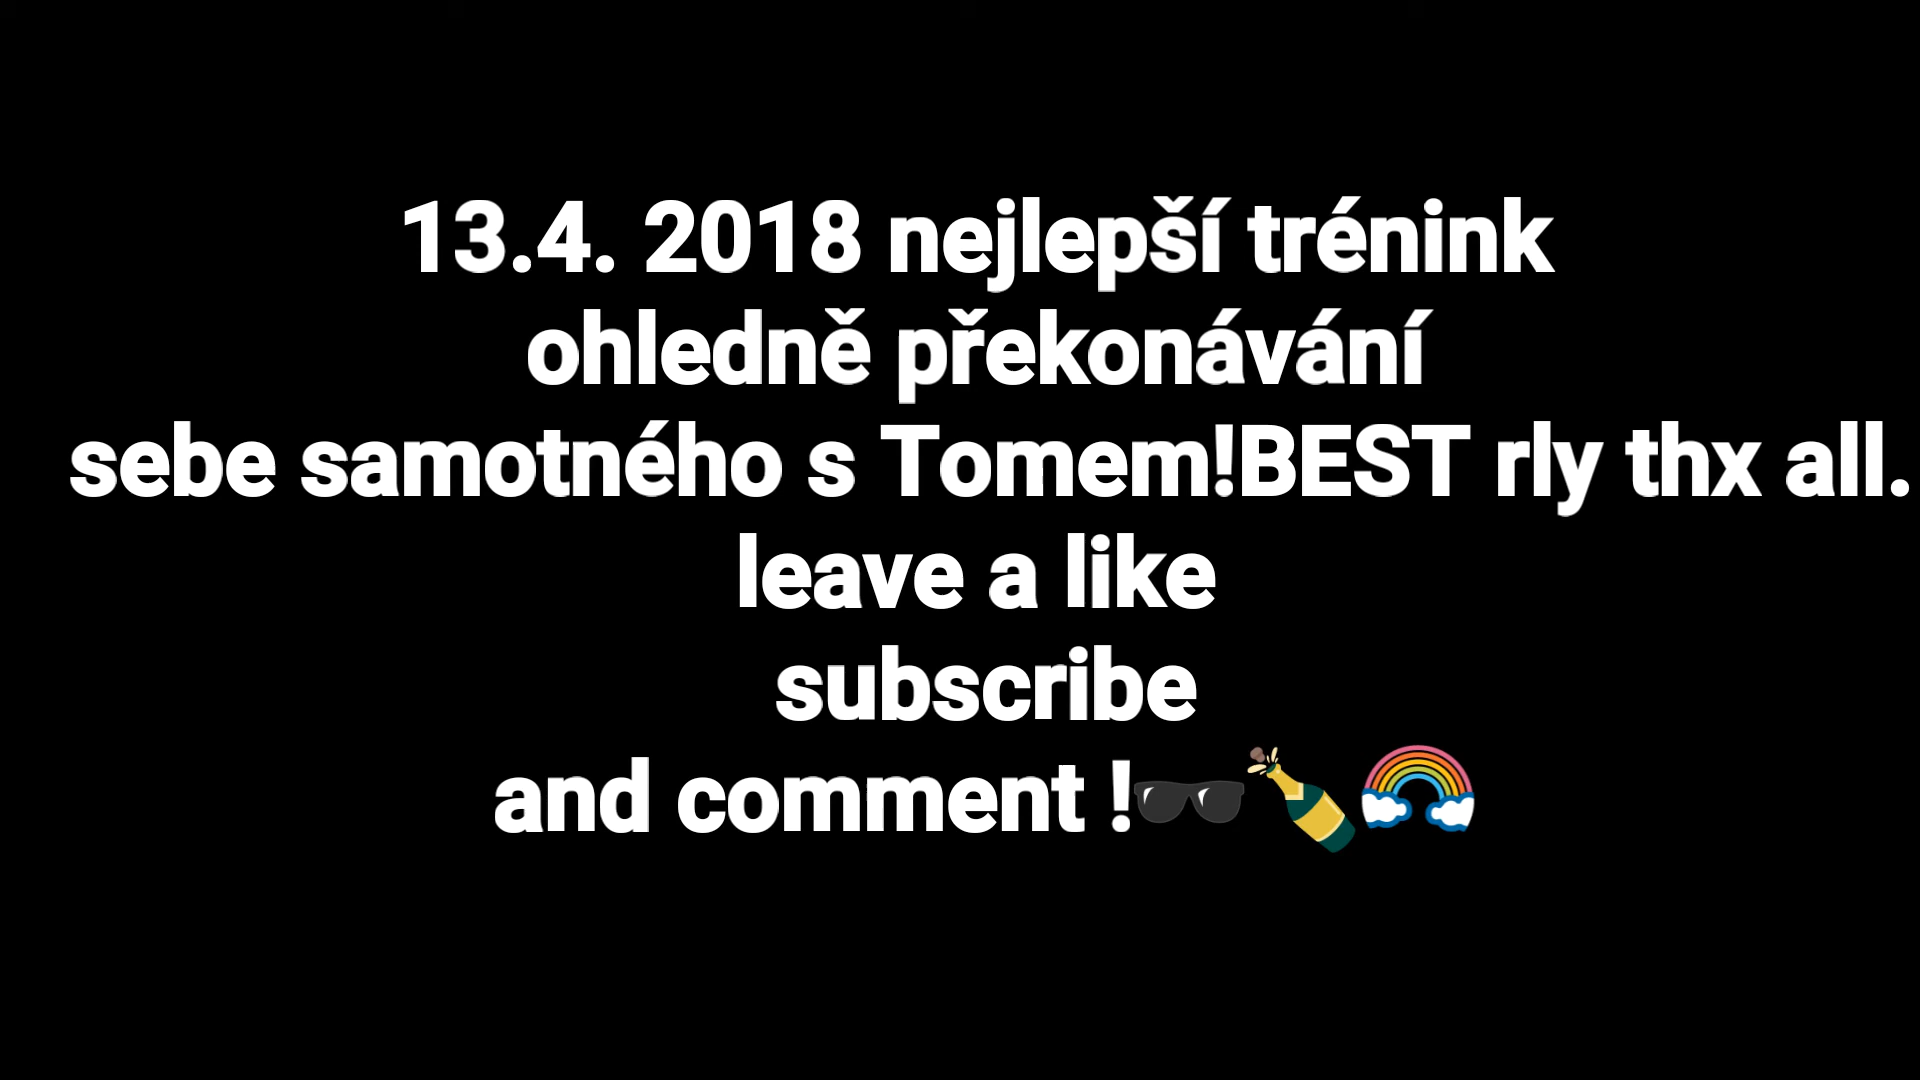 13.4. 2018 nejlepší trénink
ohledně překonávání
sebe samotného s Tomem!BEST rly thx all.
leave a like
subscribe
and comment !🕶🍾🌈